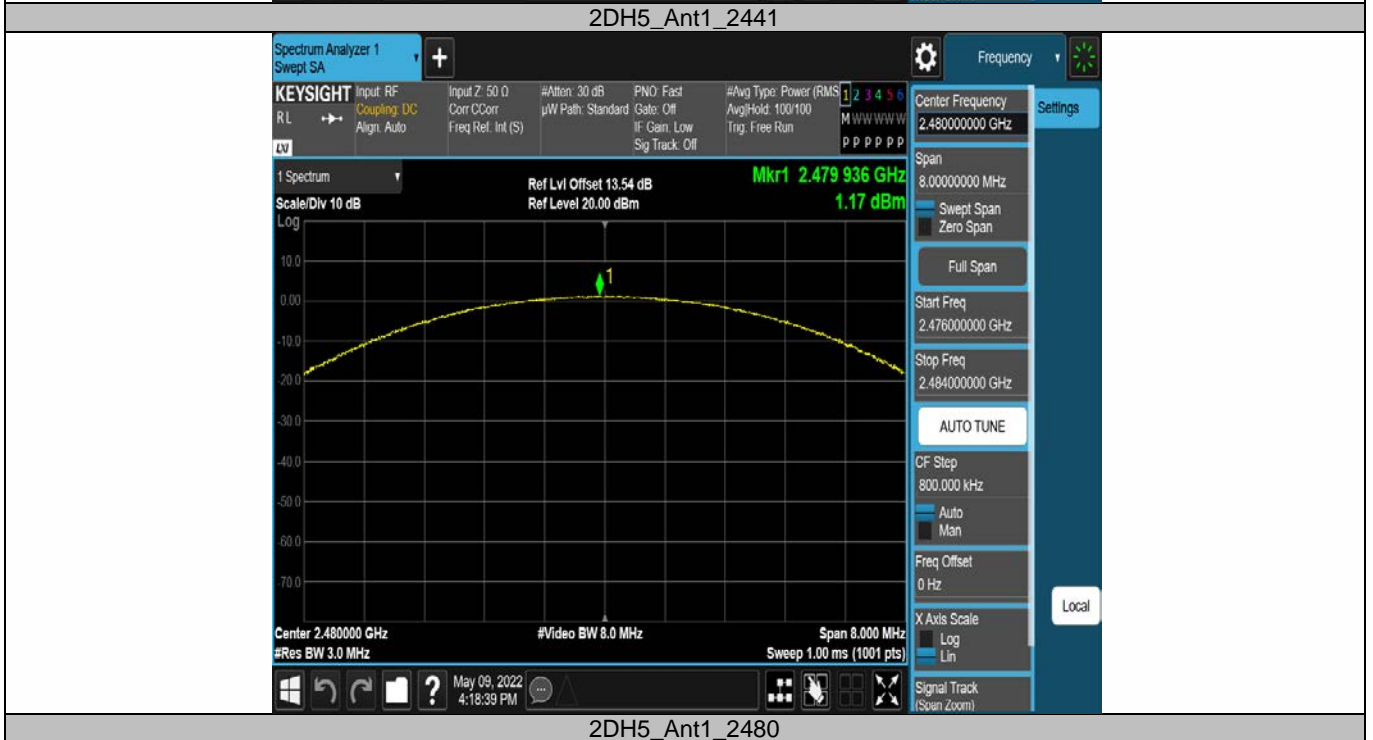 2DH5_Ant1_2441
Spectrum Analyzer 1
Swept SA
Frequency
KEYSIGHT
RL
Input: RF
Coupling: DC
Align: Auto
Input Z: 50 Ω
Corr CCorr
Freq Ref: Int (S)
#Atten: 30 dB
µW Path: Standard
PNO: Fast
Gate: Off
IF Gain: Low
Sig Track: Off
#Avg Type: Power (RMS
Avg|Hold: 100/100
Trig: Free Run
1 2 3 4 5 6
M W W W W W
P P P P P P
LXI
Center Frequency
2.480000000 GHz
Settings
Span
8.00000000 MHz
Swept Span
Zero Span
Full Span
Start Freq
2.476000000 GHz
Stop Freq
2.484000000 GHz
AUTO TUNE
CF Step
800.000 kHz
Auto
Man
Freq Offset
0 Hz
X Axis Scale
Log
Lin
Local
Signal Track
(Span Zoom)
1 Spectrum
Scale/Div 10 dB
Ref Lvl Offset 13.54 dB
Ref Level 20.00 dBm
Mkr1 2.479 936 GHz
1.17 dBm
Log
1
10.0
0.00
-10.0
-20.0
-30.0
-40.0
-50.0
-60.0
-70.0
Center 2.480000 GHz
#Video BW 8.0 MHz
Span 8.000 MHz
#Res BW 3.0 MHz
Sweep 1.00 ms (1001 pts)
?
May 09, 2022
4:18:39 PM
2DH5_Ant1_2480